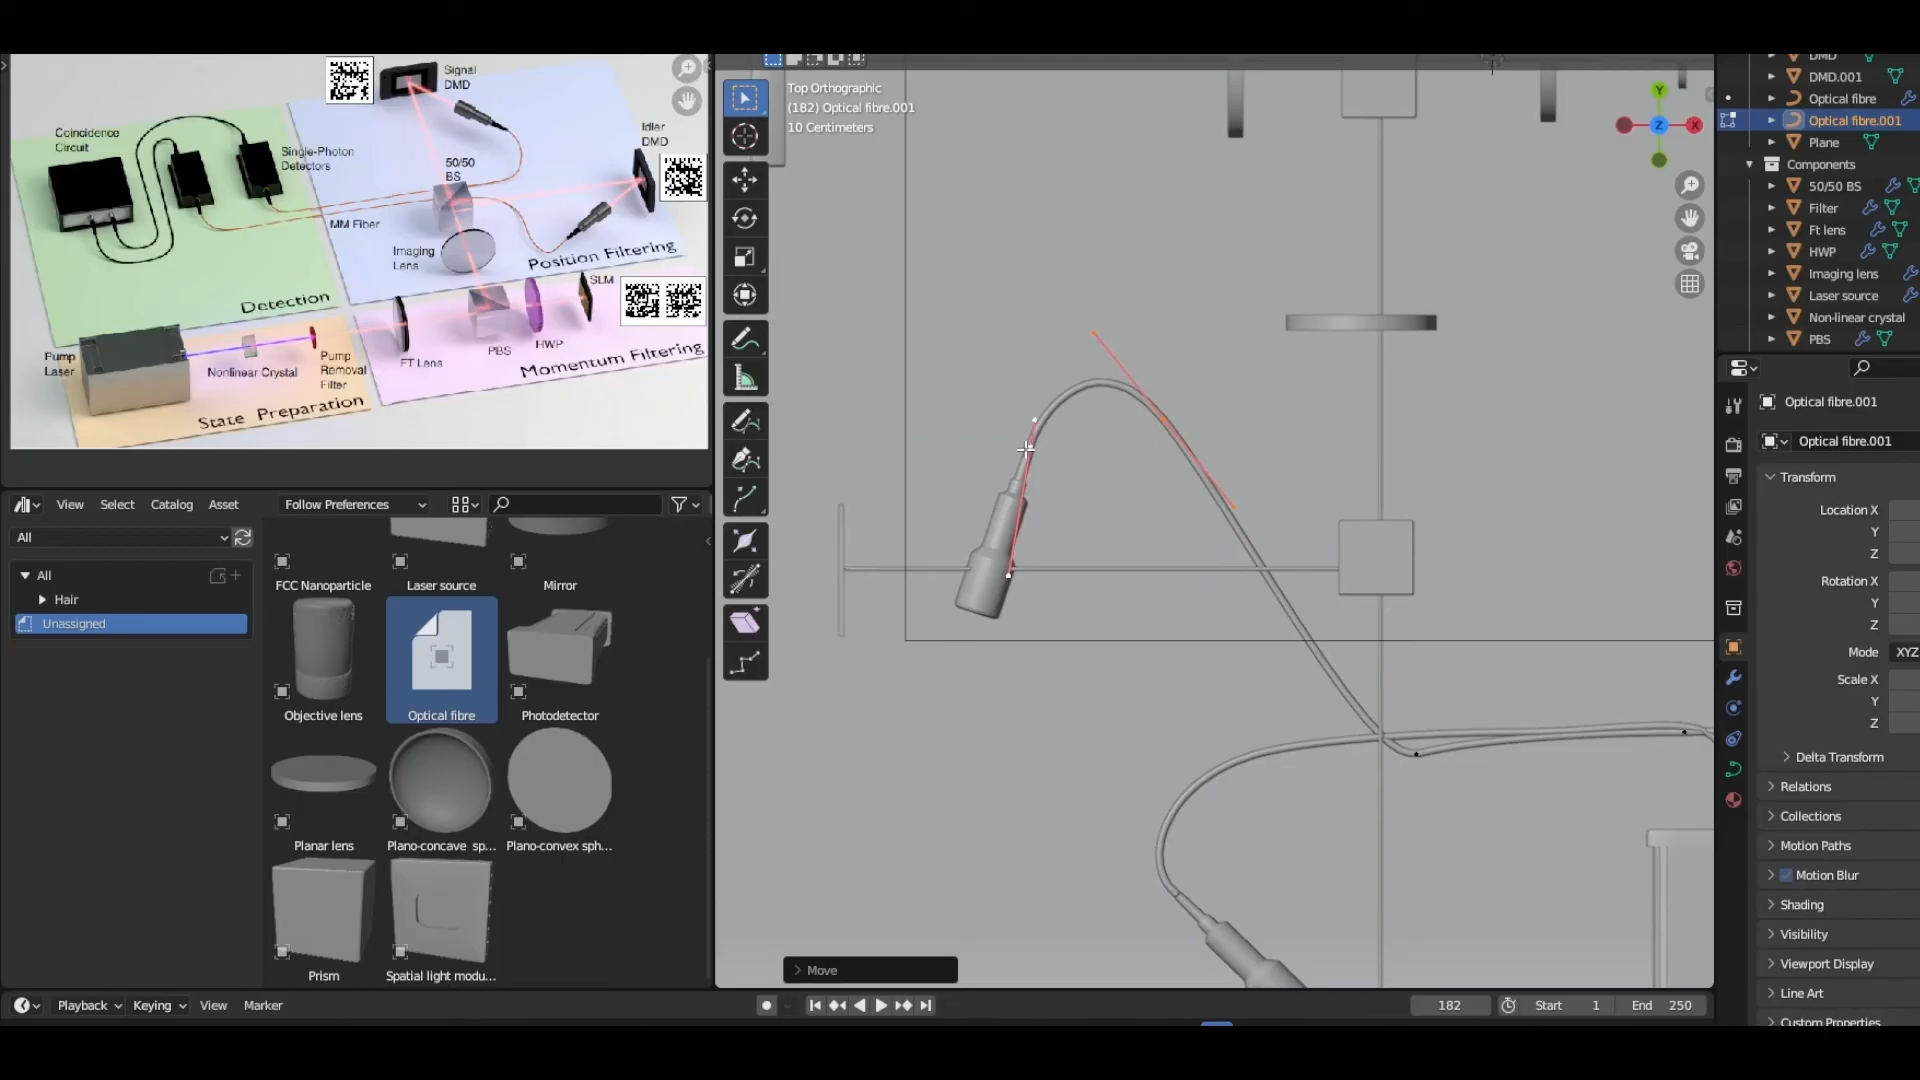 Signal
DMD
Coincidence
Circuit
Single-Photon
Detectors
50/50
BS
Idler
DMD
MM Fiber
Imaging
Lens
Position Filtering
SLM
Detection
Pump
Laser
Nonlinear Crystal
Pump
Removal
Filter
FT Lens
PBS
HWP
Momentum Filtering
State Preparation
View
Select
Catalog
Asset
Follow Preferences
All
All
Hair
Unassigned
FCC Nanoparticle
Laser source
Mirror
Objective lens
Optical fibre
Photodetector
Planar lens
Plano-concave sp...
Plano-convex sph...
Prism
Spatial light modu...
Top Orthographic
(182) Optical fibre.001
10 Centimeters
Y
Z
X
Move
DMD
DMD.001
Optical fibre
Optical fibre.001
Plane
Components
50/50 BS
Filter
Ft lens
HWP
Imaging lens
Laser source
Non-linear crystal
PBS
Optical fibre.001
Optical fibre.001
Transform
Location X
Y
Z
Rotation X
Y
Z
Mode XYZ
Scale X
Y
Z
Delta Transform
Relations
Collections
Motion Paths
Motion Blur
Shading
Visibility
Viewport Display
Line Art
Custom Properties
Playback
Keying
View
Marker
182
Start 1
End 250